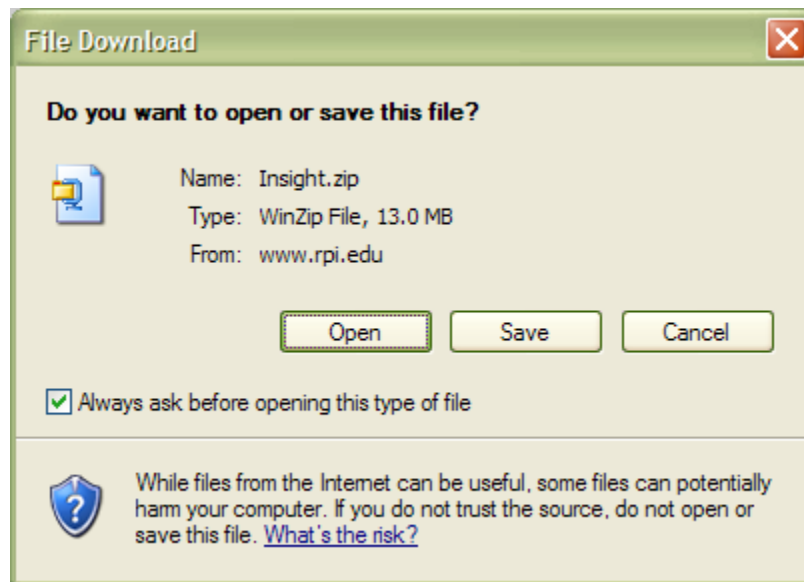 File Download
Do you want to open or save this file?
Name: Insight.zip
Type: WinZip File, 13.0 MB
From: www.rpi.edu
Open Save Cancel
Always ask before opening this type of file
While files from the Internet can be useful, some files can potentially
harm your computer. If you do not trust the source, do not open or
save this file. What's the risk?